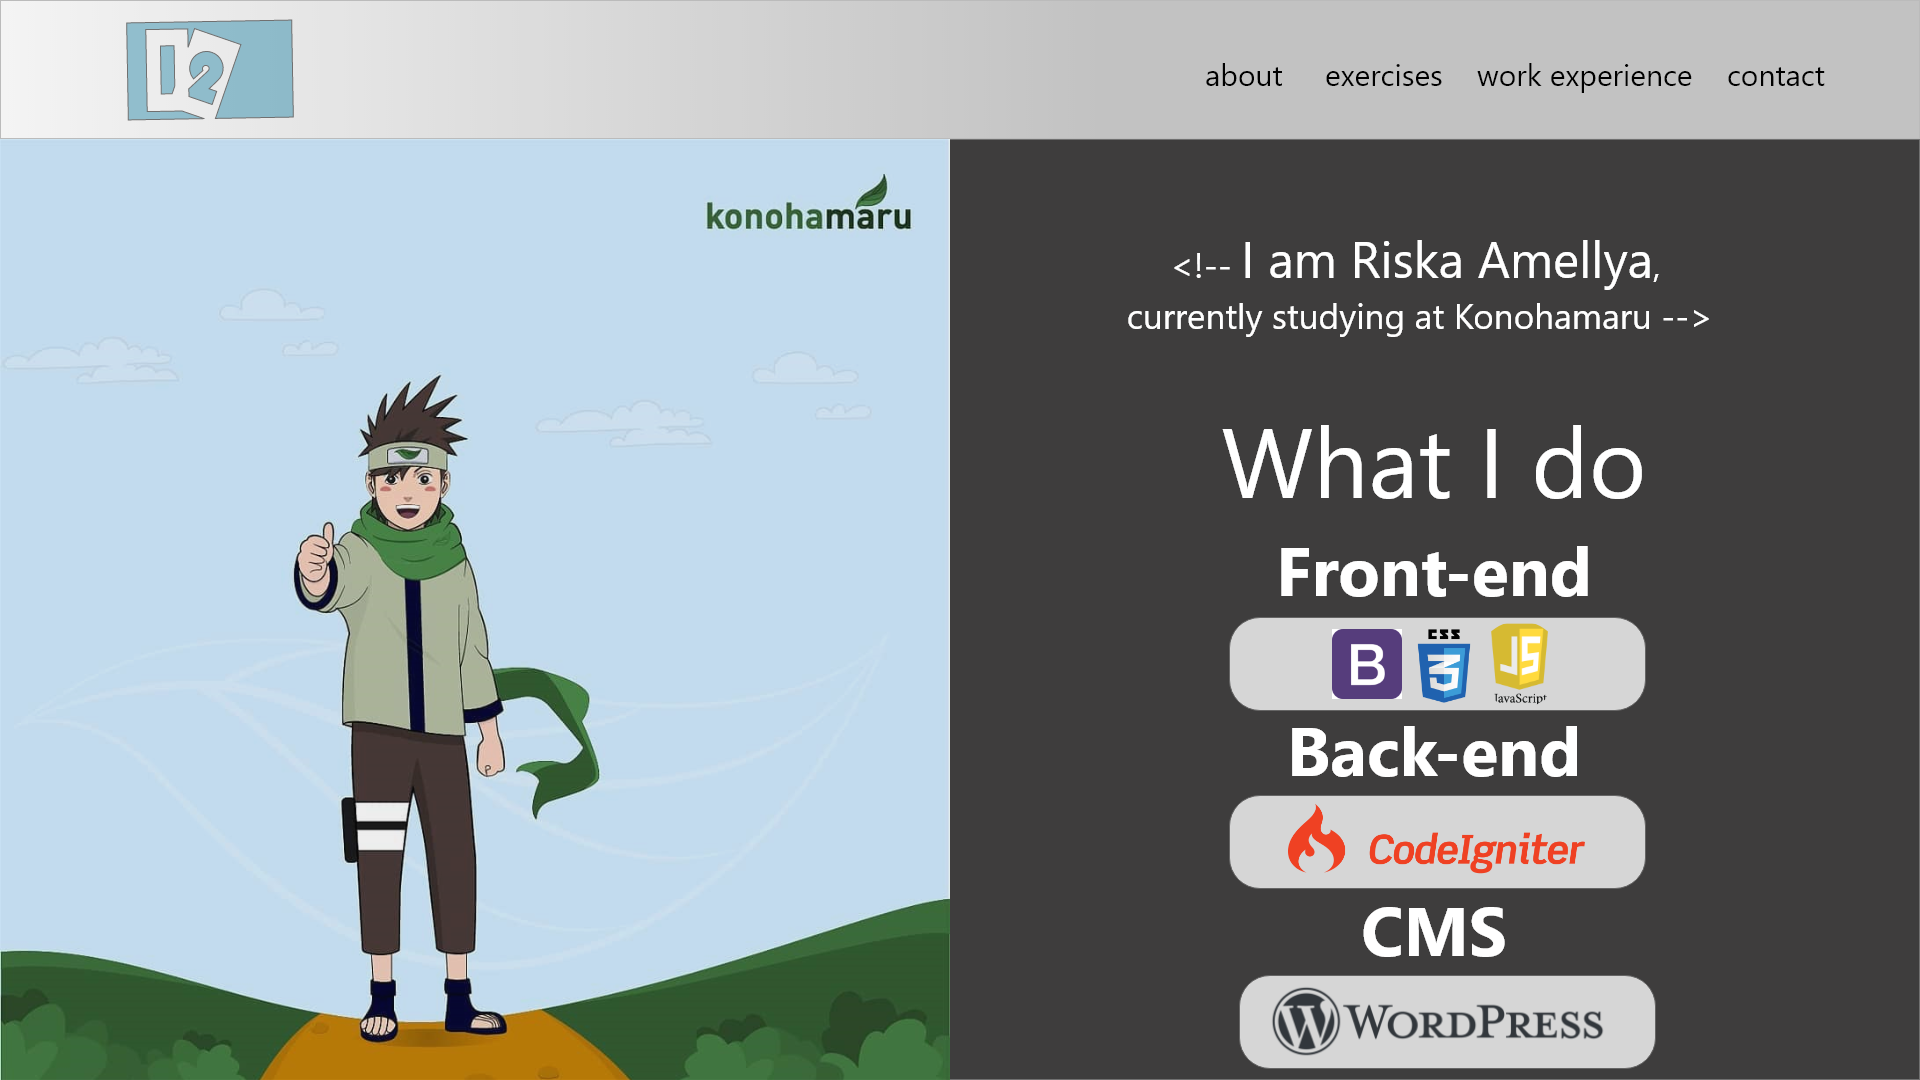 12
about exercises work experience contact
konohamaru
<!-- I am Riska Amellya,
currently studying at Konohamaru -->
What I do
Front-end
B
CSS
3
JS
JavaScript
Back-end
CodeIgniter
CMS
W WORDPRESS